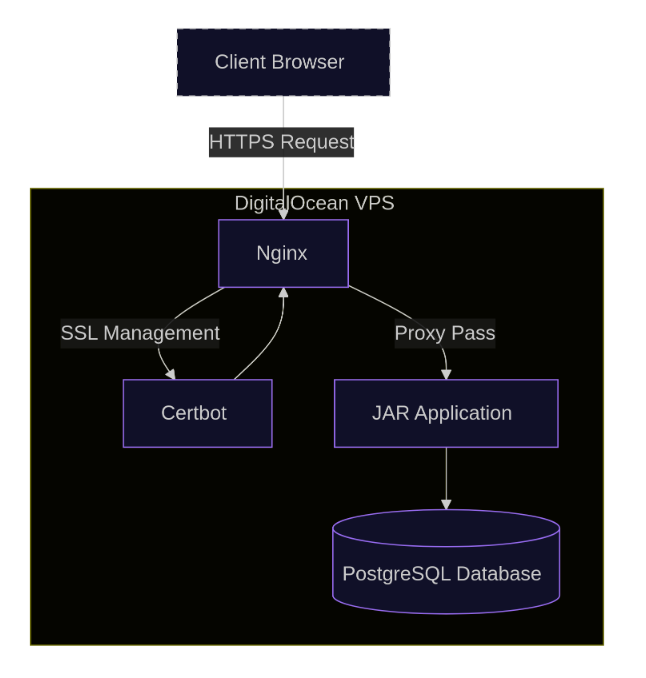 Client Browser
HTTPS Request
DigitalOcean VPS
Nginx
SSL Management
Proxy Pass
Certbot
JAR Application
PostgreSQL Database